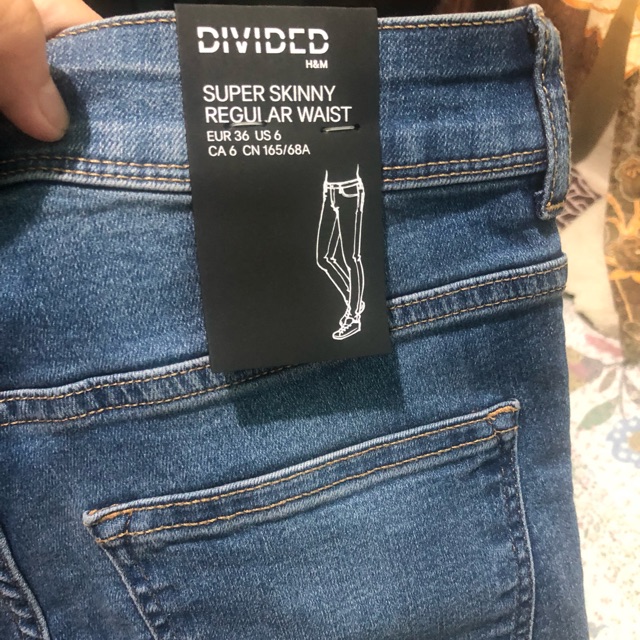 DIVIDED
H&M
SUPER SKINNY
REGULAR WAIST
EUR 36 US 6
CA 6 CN 165/68A